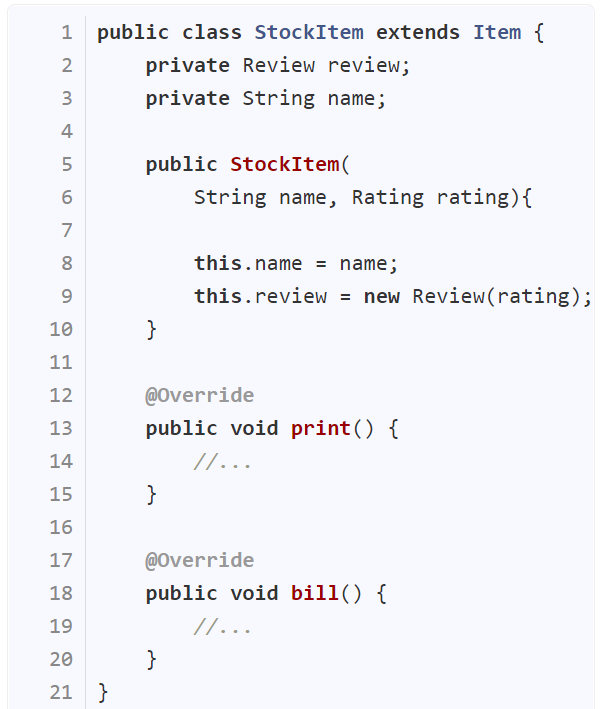 1 public class StockItem extends Item {
2     private Review review;
3     private String name;
4
5     public StockItem(
6         String name, Rating rating){
7
8         this.name = name;
9         this.review = new Review(rating);
10     }
11
12     @Override
13     public void print() {
14         //...
15     }
16
17     @Override
18     public void bill() {
19         //...
20     }
21 }